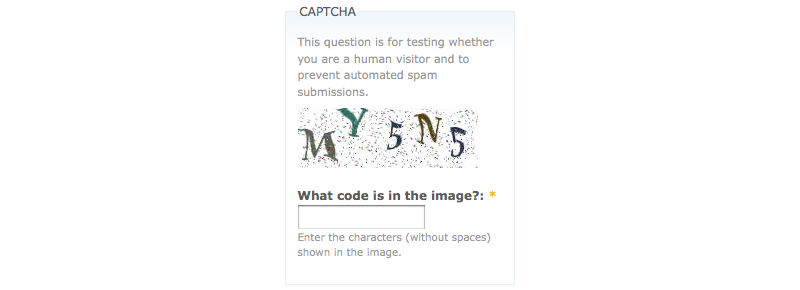 CAPTCHA
This question is for testing whether
you are a human visitor and to
prevent automated spam
submissions.
MY5N5
What code is in the image?: *
Enter the characters (without spaces)
shown in the image.